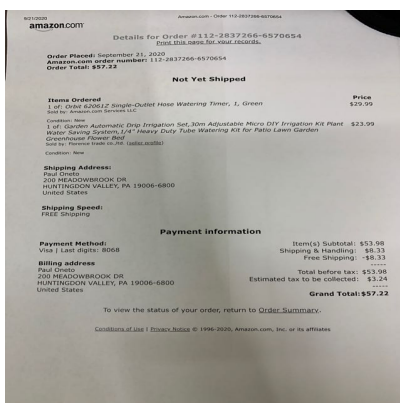 9/21/2020
Amazon.com - Order 112-2837266-6570654
amazon.com
Details for Order #112-2837266-6570654
Print this page for your records.
Order Placed: September 21, 2020
Amazon.com order number: 112-2837266-6570654
Order Total: $57.22
Not Yet Shipped
Items Ordered Price
1 of: Orbit 62061Z Single-Outlet Hose Watering Timer, 1, Green $29.99
Sold by: Amazon.com Services LLC
Condition: New
1 of: Garden Automatic Drip Irrigation Set,30m Adjustable Micro DIY Irrigation Kit Plant $23.99
Water Saving System,1/4" Heavy Duty Tube Watering Kit for Patio Lawn Garden
Greenhouse Flower Bed
Sold by: Florence trade co.,ltd. (seller profile)
Condition: New
Shipping Address:
Paul Oneto
200 MEADOWBROOK DR
HUNTINGDON VALLEY, PA 19006-6800
United States
Shipping Speed:
FREE Shipping
Payment information
Payment Method:
Visa | Last digits: 8068
Billing address
Paul Oneto
200 MEADOWBROOK DR
HUNTINGDON VALLEY, PA 19006-6800
United States
Item(s) Subtotal: $53.98
Shipping & Handling: $8.33
Free Shipping: -$8.33
-----
Total before tax: $53.98
Estimated tax to be collected: $3.24
-----
Grand Total: $57.22
To view the status of your order, return to Order Summary.
Conditions of Use | Privacy Notice © 1996-2020, Amazon.com, Inc. or its affiliates